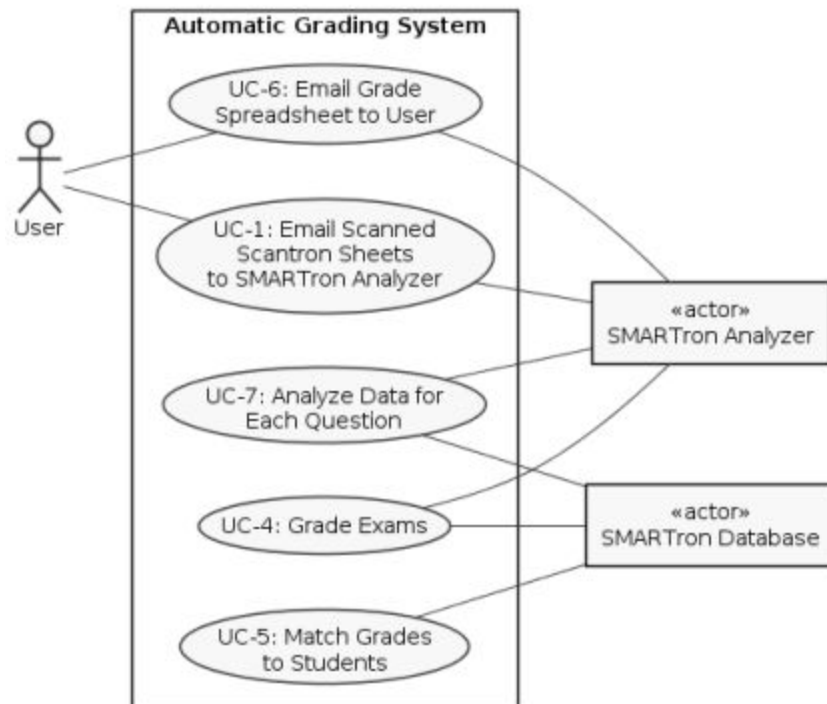 Automatic Grading System
UC-6: Email Grade
Spreadsheet to User
User
UC-1: Email Scanned
Scantron Sheets
to SMARTron Analyzer
«actor»
SMARTron Analyzer
UC-7: Analyze Data for
Each Question
«actor»
SMARTron Database
UC-4: Grade Exams
UC-5: Match Grades
to Students